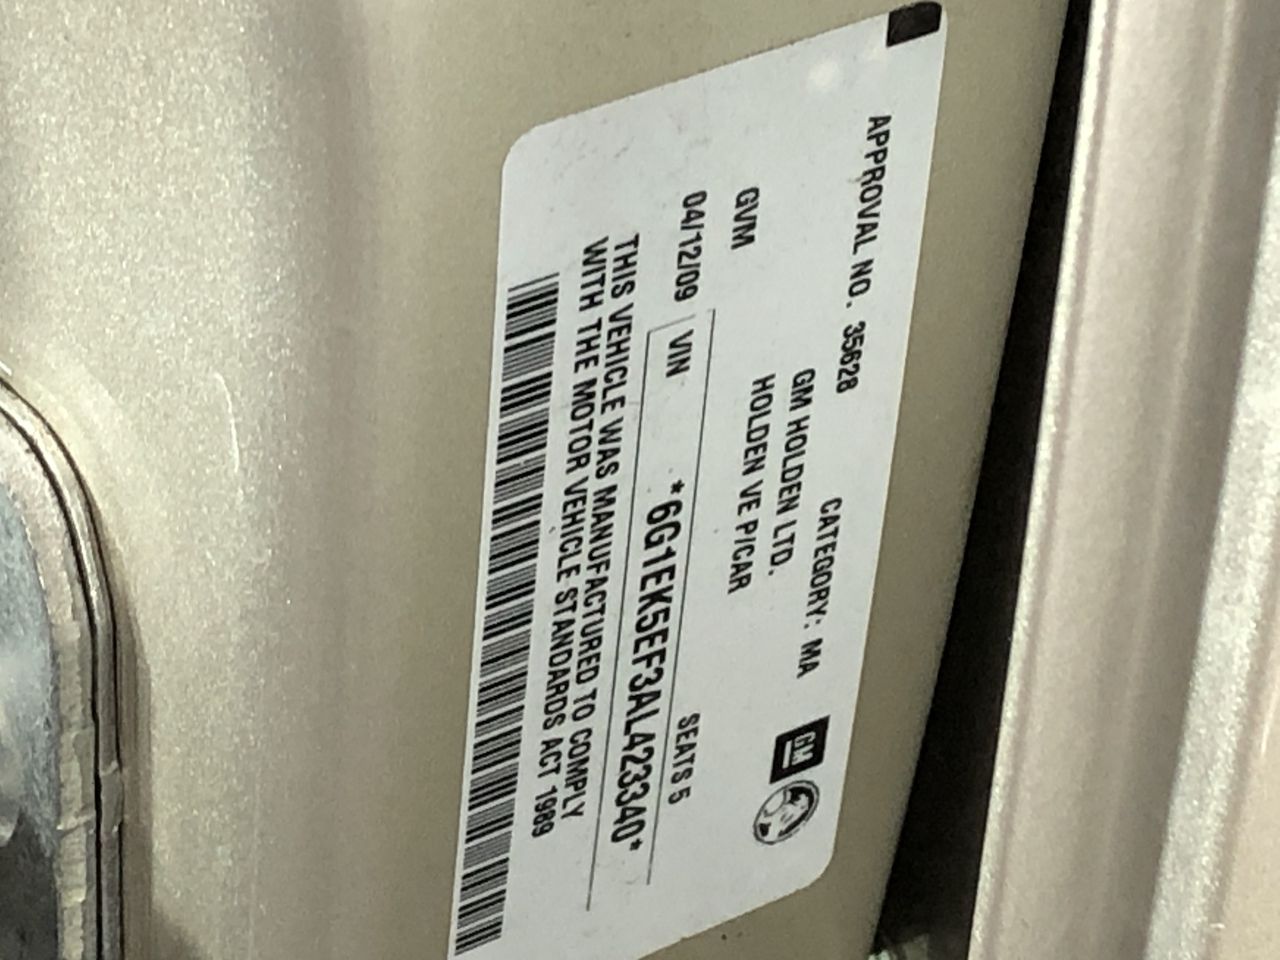 APPROVAL NO. 35628
CATEGORY: MA
GM HOLDEN LTD.
GM
GVM
HOLDEN VE P/CAR
04/12/09
SEATS 5
VIN
*6G1EK5EF3AL423340*
THIS VEHICLE WAS MANUFACTURED TO COMPLY
WITH THE MOTOR VEHICLE STANDARDS ACT 1989